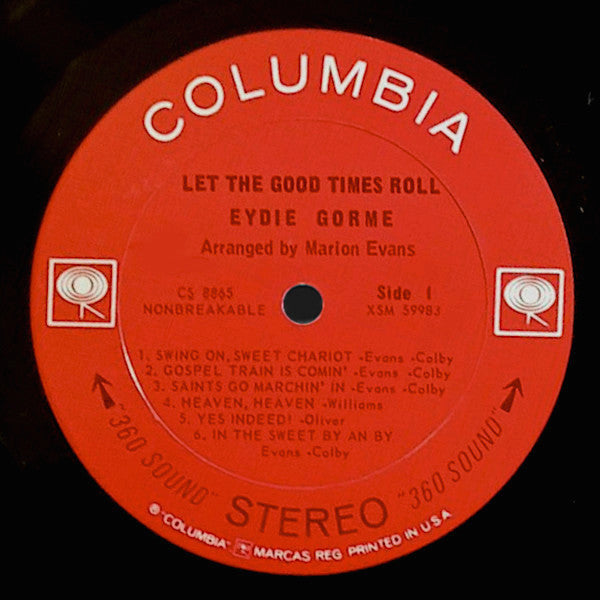 COLUMBIA
LET THE GOOD TIMES ROLL
EYDIE GORME
Arranged by Marion Evans
CS 8865
NONBREAKABLE
Side 1
XSM 59983
1. SWING ON, SWEET CHARIOT -Evans -Colby
2. GOSPEL TRAIN IS COMIN' -Evans -Colby
3. SAINTS GO MARCHIN' IN -Evans -Colby
4. HEAVEN, HEAVEN -Williams
5. YES INDEED! -Oliver
6. IN THE SWEET BY AN BY
Evans -Colby
"360 SOUND" STEREO "360 SOUND"
® "COLUMBIA" MARCAS REG. PRINTED IN U.S.A.